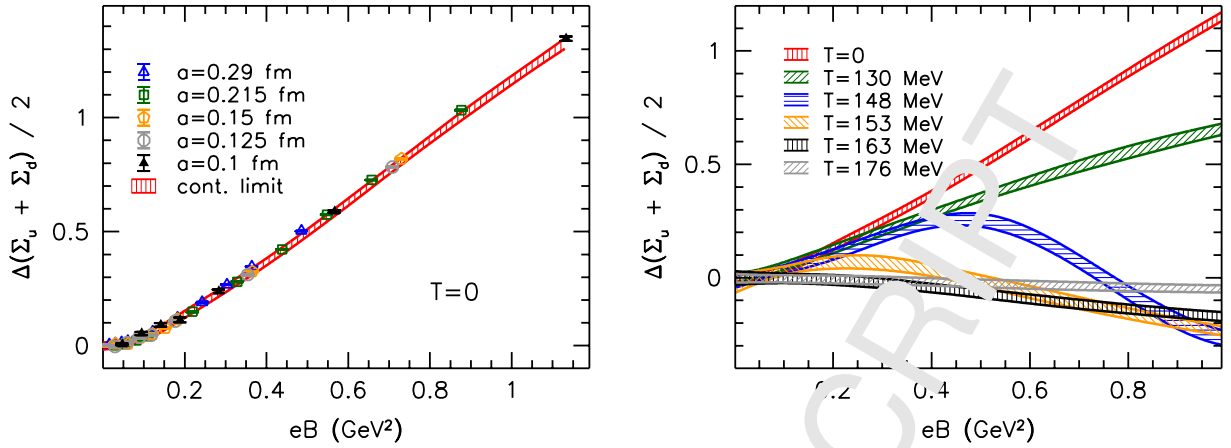 Δ(Σu + Σd) / 2
1
0.5
0
a=0.29 fm
a=0.215 fm
a=0.15 fm
a=0.125 fm
a=0.1 fm
cont. limit
T=0
0 0.2 0.4 0.6 0.8 1
eB (GeV²)
Δ(Σu + Σd) / 2
1
0.5
0
T=0
T=130 MeV
T=148 MeV
T=153 MeV
T=163 MeV
T=176 MeV
0.2 0.4 0.6 0.8
eB (GeV²)
CRIPT